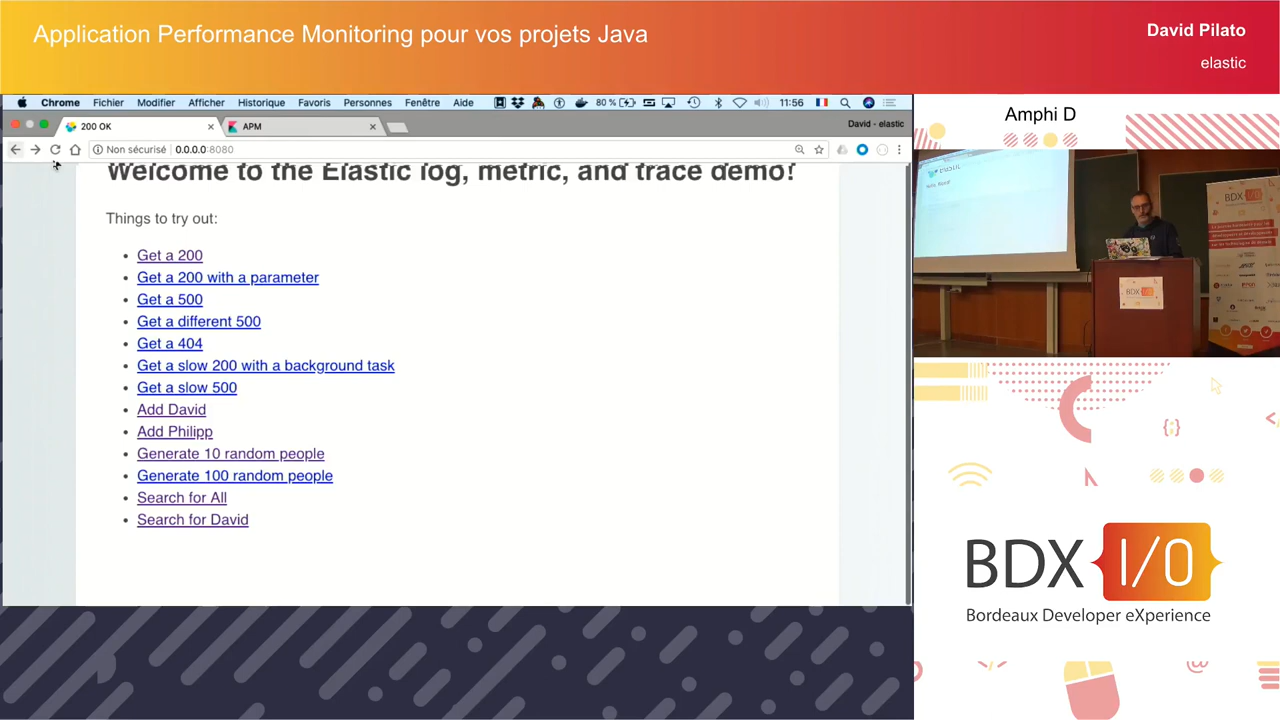 Application Performance Monitoring pour vos projets Java
David Pilato
elastic
Chrome Fichier Modifier Afficher Historique Favoris Personnes Fenêtre Aide 80 % 11:56
200 OK
APM
David - elastic
Non sécurisé 0.0.0.0:8080
Welcome to the Elastic log, metric, and trace demo!
Things to try out:
Get a 200
Get a 200 with a parameter
Get a 500
Get a different 500
Get a 404
Get a slow 200 with a background task
Get a slow 500
Add David
Add Philipp
Generate 10 random people
Generate 100 random people
Search for All
Search for David
Amphi D
BDX I/O
BDX I/O
BDX I/O
Bordeaux Developer eXperience